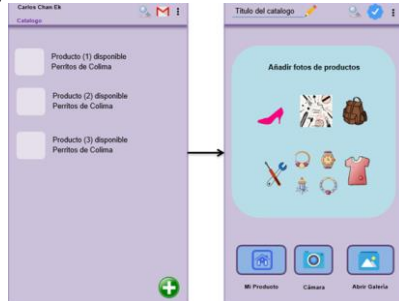 Carlos Chan Ek
Catalogo
Producto (1) disponible
Perritos de Colima
Producto (2) disponible
Perritos de Colima
Producto (3) disponible
Perritos de Colima
Título del catalogo
Añadir fotos de productos
Mi Producto
Cámara
Abrir Galería